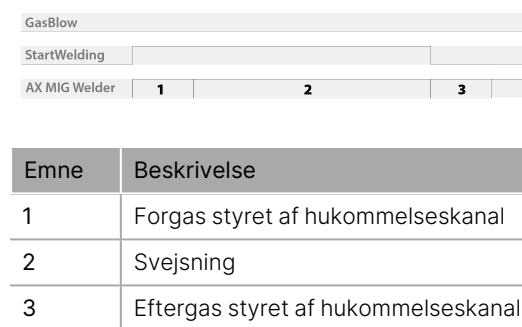 GasBlow
StartWelding
AX MIG Welder 1 2 3
Emne Beskrivelse
1 Forgas styret af hukommelseskanal
2 Svejsning
3 Eftergas styret af hukommelseskanal